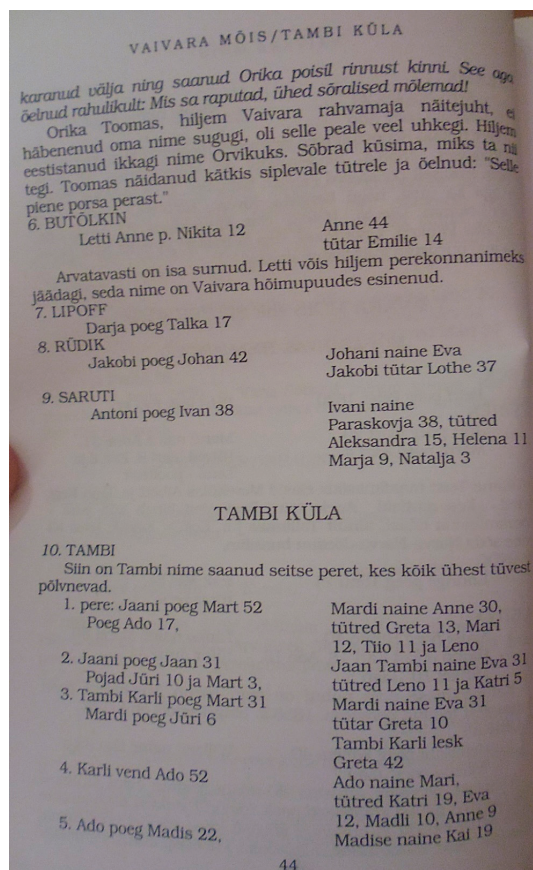 VAIVARA MÕIS/TAMBI KÜLA
karanud välja ning saanud Orika poisil rinnust kinni. See aga
õelnud rahulikult: Mis sa raputad, ühed sõralised mõlemad!
Orika Toomas, hiljem Vaivara rahvamaja näitejuht, ei
häbenenud oma nime sugugi, oli selle peale veel uhkegi. Hiljem
eestistanud ikkagi nime Orvikuks. Sõbrad küsima, miks ta nii
tegi. Toomas näidanud kätkis siplevale tütrele ja õelnud: "Selle
piene porsa perast."
6. BUTÕLKIN
Letti Anne p. Nikita 12 Anne 44
tütar Emilie 14
Arvatavasti on isa surnud. Letti võis hiljem perekonnanimeks
jäädagi, seda nime on Vaivara hõimupuudes esinenud.
7. LIPOFF
Darja poeg Talka 17
8. RÜDIK
Jakobi poeg Johan 42 Johani naine Eva
Jakobi tütar Lothe 37
9. SARUTI
Antoni poeg Ivan 38 Ivani naine
Paraskovja 38, tütred
Aleksandra 15, Helena 11
Marja 9, Natalja 3
TAMBI KÜLA
10. TAMBI
Siin on Tambi nime saanud seitse peret, kes kõik ühest tüvest
põlvnevad.
1. pere: Jaani poeg Mart 52 Mardi naine Anne 30,
Poeg Ado 17, tütred Greta 13, Mari
12, Tiio 11 ja Leno
2. Jaani poeg Jaan 31 Jaan Tambi naine Eva 31
Pojad Jüri 10 ja Mart 3, tütred Leno 11 ja Katri 5
3. Tambi Karli poeg Mart 31 Mardi naine Eva 31
Mardi poeg Jüri 6 tütar Greta 10
Tambi Karli lesk
Greta 42
4. Karli vend Ado 52 Ado naine Mari,
tütred Katri 19, Eva
12, Madli 10, Anne 9
5. Ado poeg Madis 22, Madise naine Kai 19
44